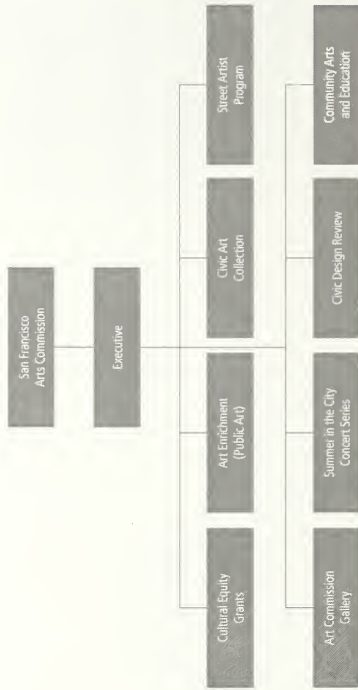 San Francisco
Arts Commission
Executive
Cultural Equity
Grants
Art Enrichment
(Public Art)
Civic Art
Collection
Street Artist
Program
Art Commission
Gallery
Summer in the City
Concert Series
Civic Design Review
Community Arts
and Education